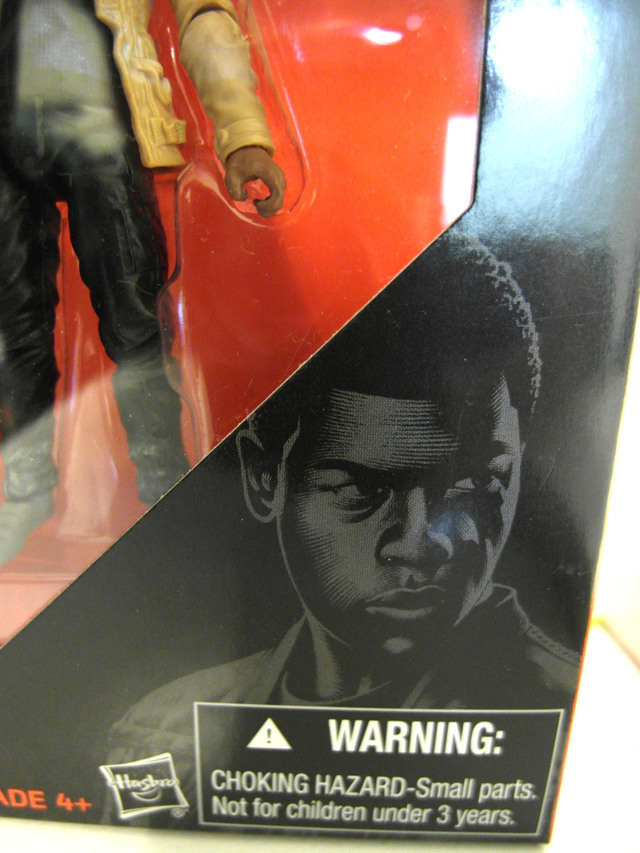 WARNING:
CHOKING HAZARD-Small parts.
Not for children under 3 years.
Hasbro
ADE 4+